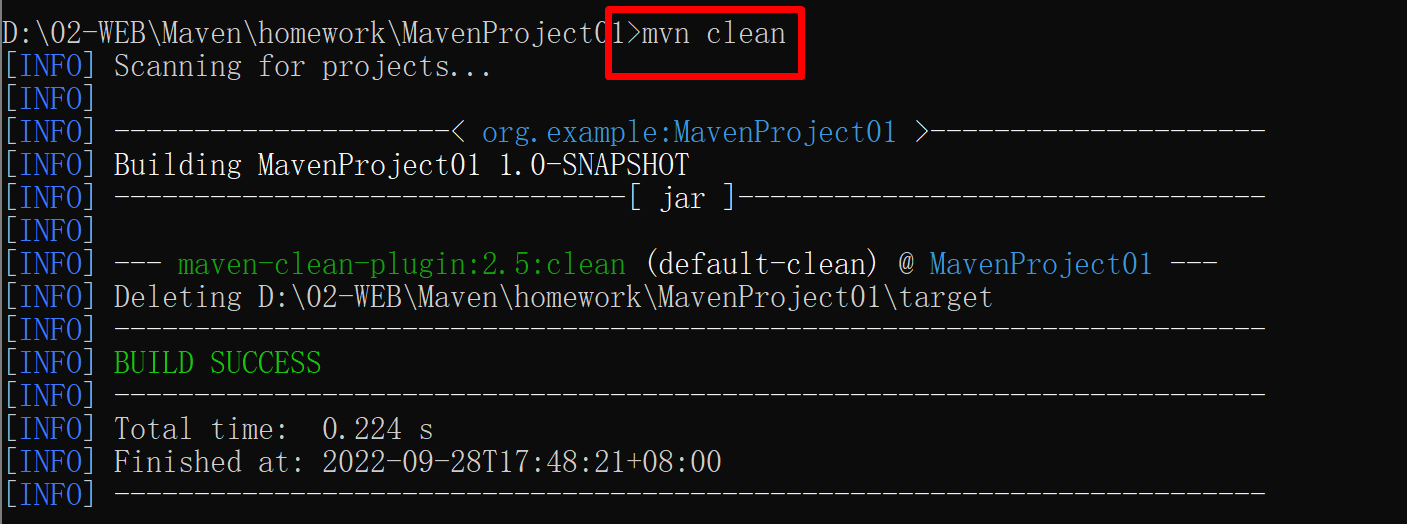 D:\02-WEB\Maven\homework\MavenProject01>mvn clean
[INFO] Scanning for projects...
[INFO]
[INFO] ---------------------< org.example:MavenProject01 >---------------------
[INFO] Building MavenProject01 1.0-SNAPSHOT
[INFO] --------------------------------[ jar ]---------------------------------
[INFO]
[INFO] --- maven-clean-plugin:2.5:clean (default-clean) @ MavenProject01 ---
[INFO] Deleting D:\02-WEB\Maven\homework\MavenProject01\target
[INFO] ------------------------------------------------------------------------
[INFO] BUILD SUCCESS
[INFO] ------------------------------------------------------------------------
[INFO] Total time:  0.224 s
[INFO] Finished at: 2022-09-28T17:48:21+08:00
[INFO] ------------------------------------------------------------------------